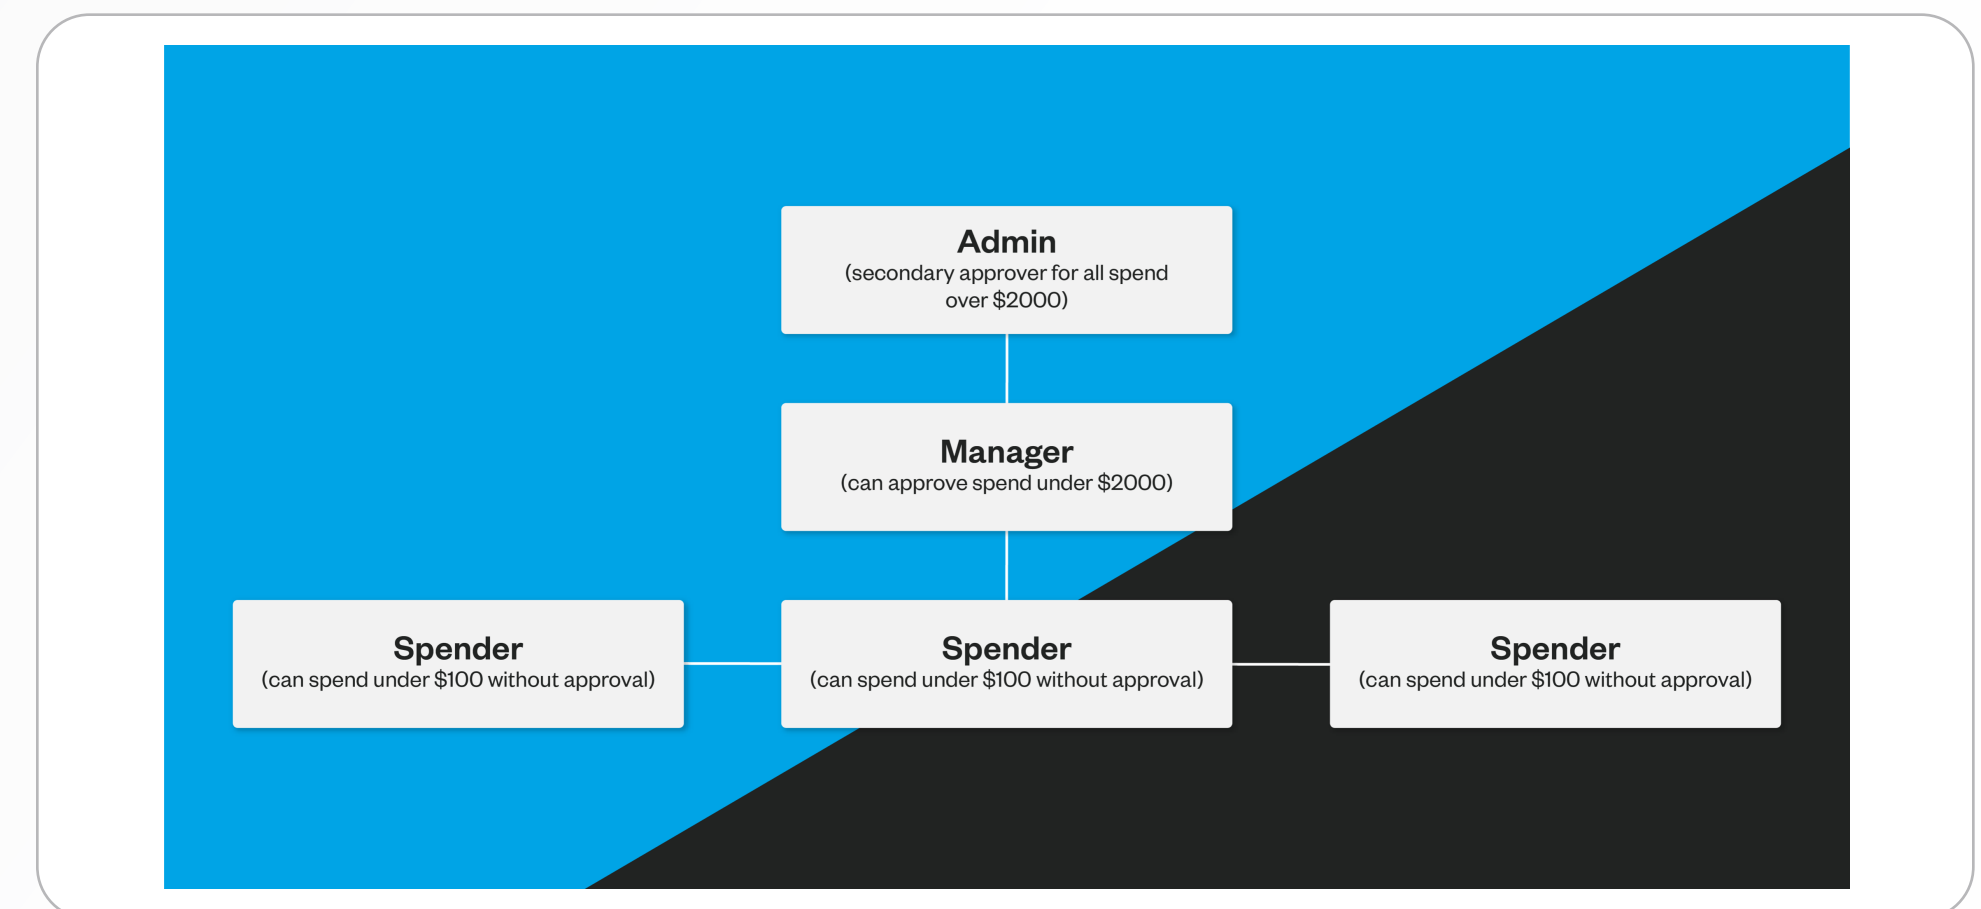 Admin
(secondary approver for all spend
over $2000)
Manager
(can approve spend under $2000)
Spender
(can spend under $100 without approval)
Spender
(can spend under $100 without approval)
Spender
(can spend under $100 without approval)